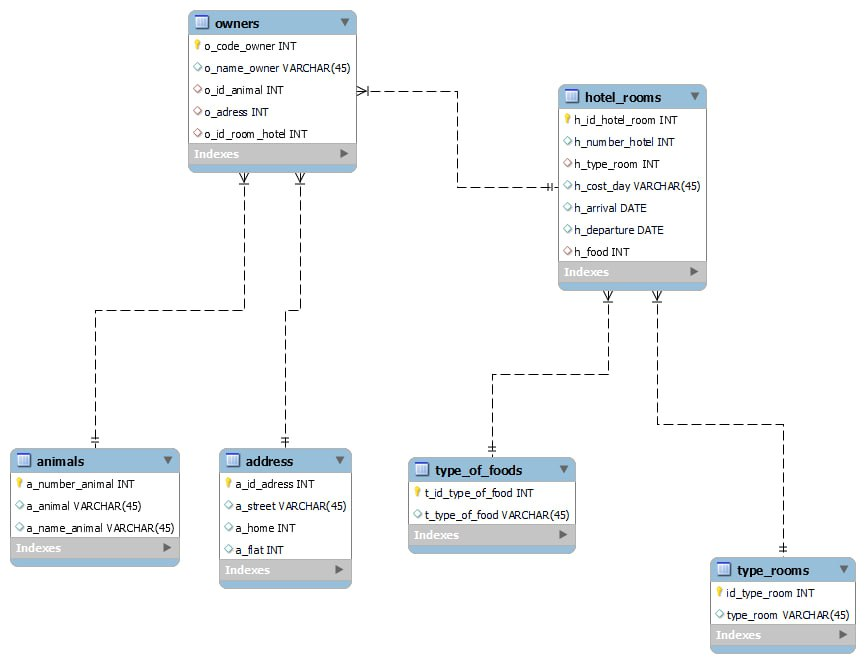 owners
o_code_owner INT
o_name_owner VARCHAR(45)
o_id_animal INT
o_adress INT
o_id_room_hotel INT
Indexes
hotel_rooms
h_id_hotel_room INT
h_number_hotel INT
h_type_room INT
h_cost_day VARCHAR(45)
h_arrival DATE
h_departure DATE
h_food INT
Indexes
animals
a_number_animal INT
a_animal VARCHAR(45)
a_name_animal VARCHAR(45)
Indexes
address
a_id_adress INT
a_street VARCHAR(45)
a_home INT
a_flat INT
Indexes
type_of_foods
t_id_type_of_food INT
t_type_of_food VARCHAR(45)
Indexes
type_rooms
id_type_room INT
type_room VARCHAR(45)
Indexes